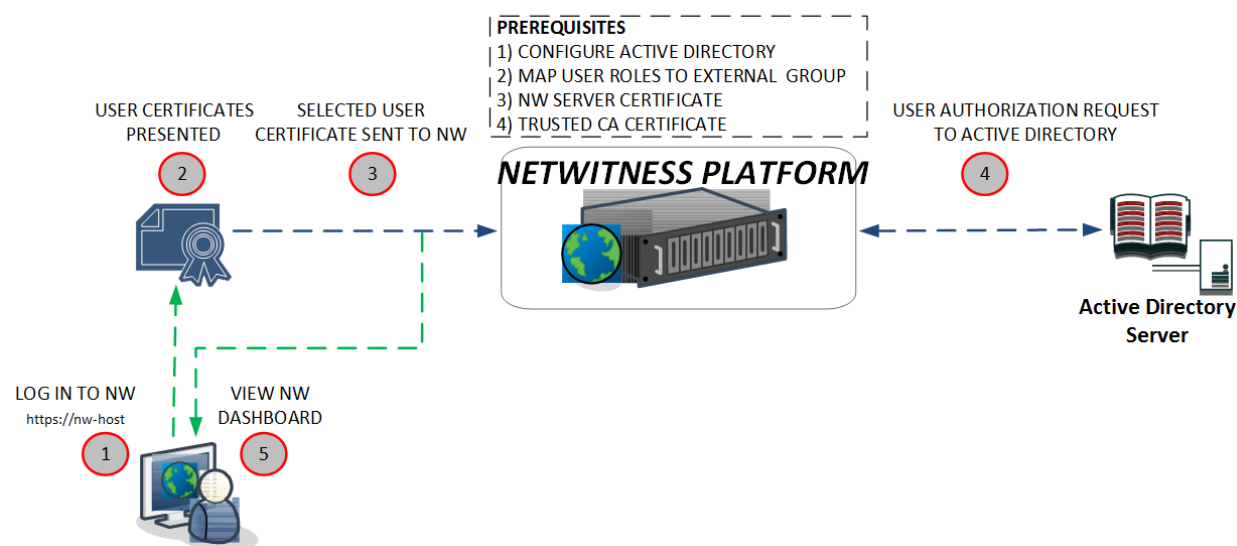 PREREQUISITES
1) CONFIGURE ACTIVE DIRECTORY
2) MAP USER ROLES TO EXTERNAL GROUP
3) NW SERVER CERTIFICATE
4) TRUSTED CA CERTIFICATE
USER CERTIFICATES
PRESENTED
2
SELECTED USER
CERTIFICATE SENT TO NW
3
NETWITNESS PLATFORM
USER AUTHORIZATION REQUEST
TO ACTIVE DIRECTORY
4
Active Directory
Server
LOG IN TO NW
https://nw-host
1
VIEW NW
DASHBOARD
5